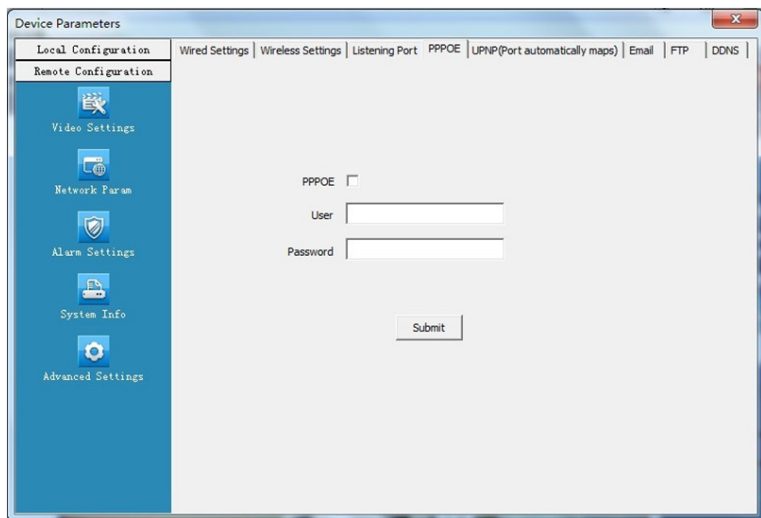 Device Parameters
Local Configuration
Remote Configuration
Video Settings
Network Param
Alarm Settings
System Info
Advanced Settings
Wired Settings Wireless Settings Listening Port PPPOE UPNP(Port automatically maps) Email FTP DDNS
PPPOE
User
Password
Submit